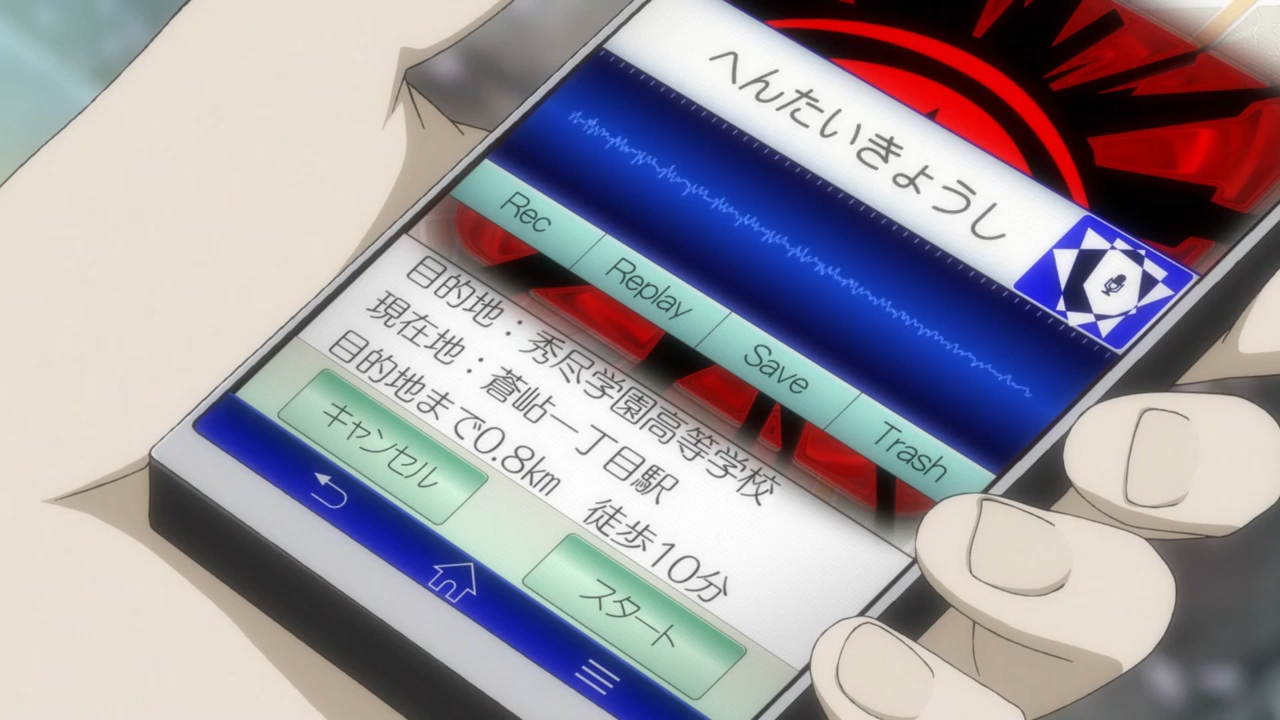 へんたいきょうし
Rec
Replay
Save
Trash
目的地：秀尽学園高等学校
現在地：蒼山一丁目駅
目的地まで0.8km 徒歩10分
キャンセル
スタート